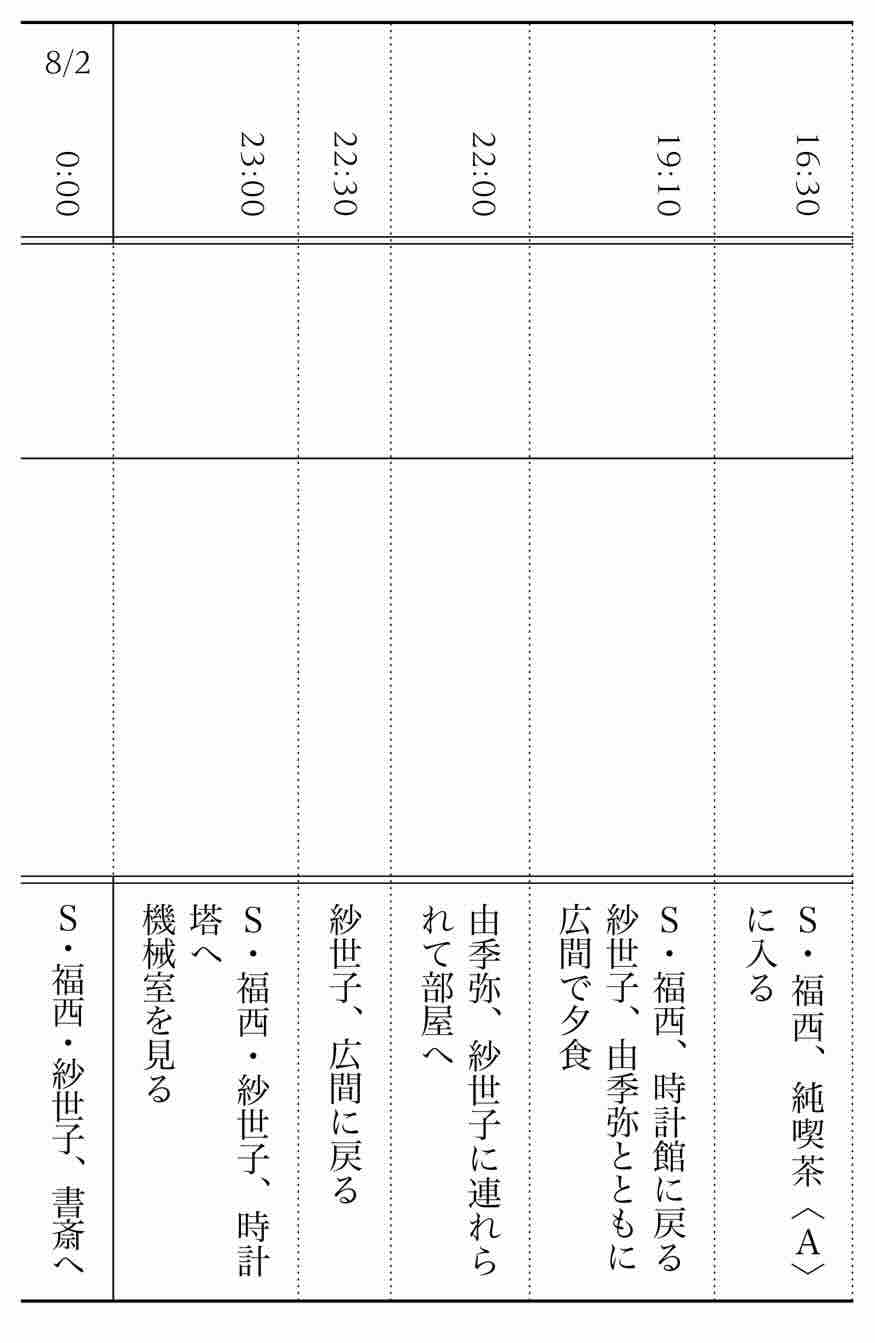 16:30
S・福西、純喫茶〈A〉
に入る
19:10
S・福西、時計館に戻る
紗世子、由季弥とともに
広間で夕食
22:00
由季弥、紗世子に連れら
れて部屋へ
22:30
紗世子、広間に戻る
23:00
S・福西・紗世子、時計
塔へ
機械室を見る
8/2
0:00
S・福西・紗世子、書斎へ